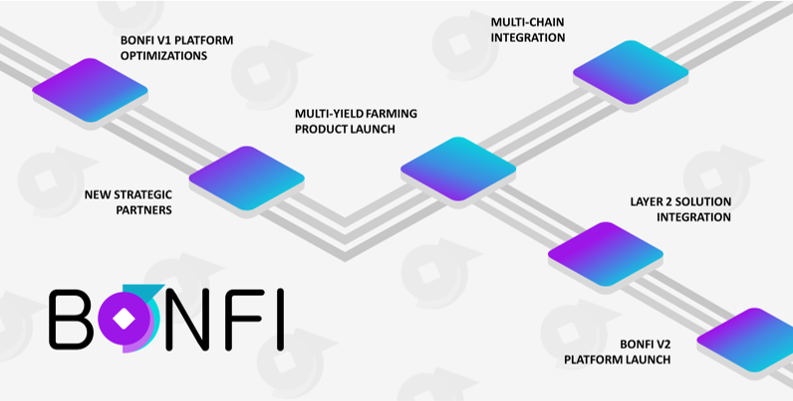 BONFI V1 PLATFORM
OPTIMIZATIONS
NEW STRATEGIC
PARTNERS
MULTI-YIELD FARMING
PRODUCT LAUNCH
MULTI-CHAIN
INTEGRATION
LAYER 2 SOLUTION
INTEGRATION
BONFI V2
PLATFORM LAUNCH
BONFI